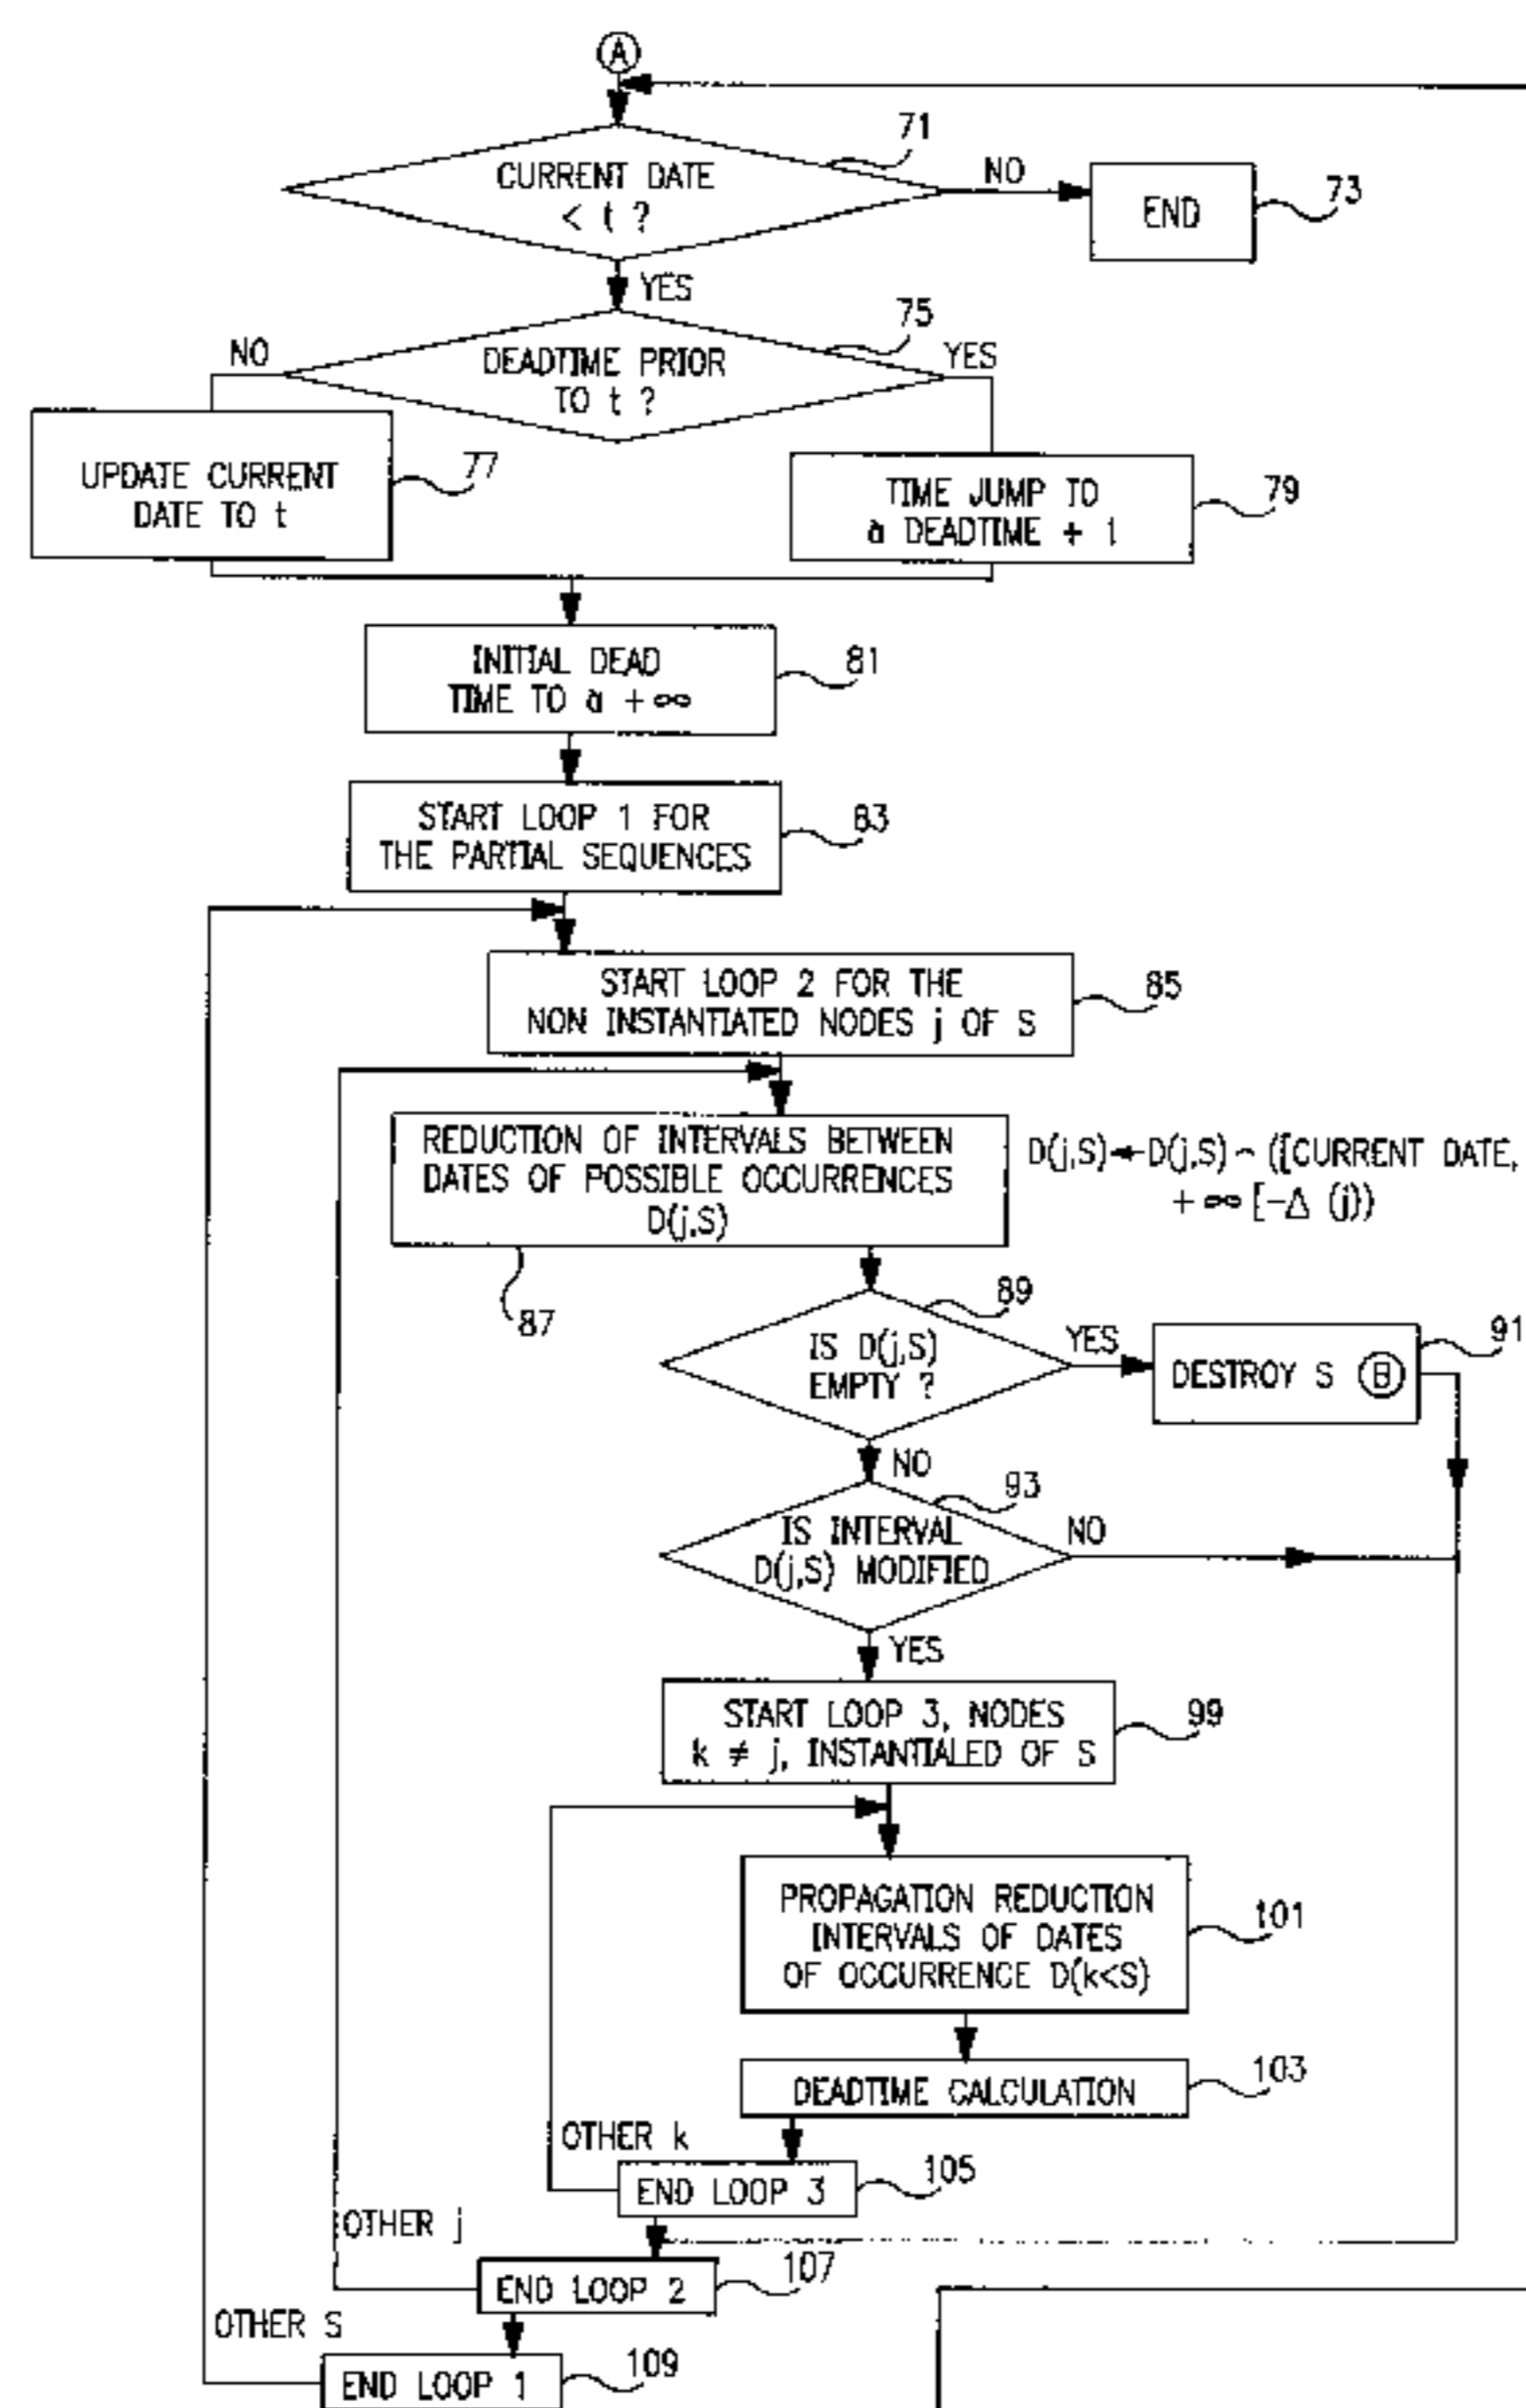 A
71
CURRENT DATE
< t ?
NO
END
73
YES
75
NO
DEADTIME PRIOR
TO t ?
YES
UPDATE CURRENT
DATE TO t
77
TIME JUMP TO
a DEADTIME + 1
79
INITIAL DEAD
TIME TO a +∞
81
START LOOP 1 FOR
THE PARTIAL SEQUENCES
83
START LOOP 2 FOR THE
NON INSTANTIATED NODES j OF S
85
REDUCTION OF INTERVALS BETWEEN
DATES OF POSSIBLE OCCURRENCES
D(j,S)
D(j,S)←D(j,S) ⌢ ([CURRENT DATE,
+ ∞ [-Δ (j))
87
89
IS D(j,S)
EMPTY ?
YES
DESTROY S B
91
NO
93
IS INTERVAL
D(j,S) MODIFIED
NO
YES
START LOOP 3, NODES
k ≠ j, INSTANTIALED OF S
99
PROPAGATION REDUCTION
INTERVALS OF DATES
OF OCCURRENCE D(k<S)
101
DEADTIME CALCULATION
103
OTHER k
END LOOP 3
105
OTHER j
END LOOP 2
107
OTHER S
END LOOP 1
109